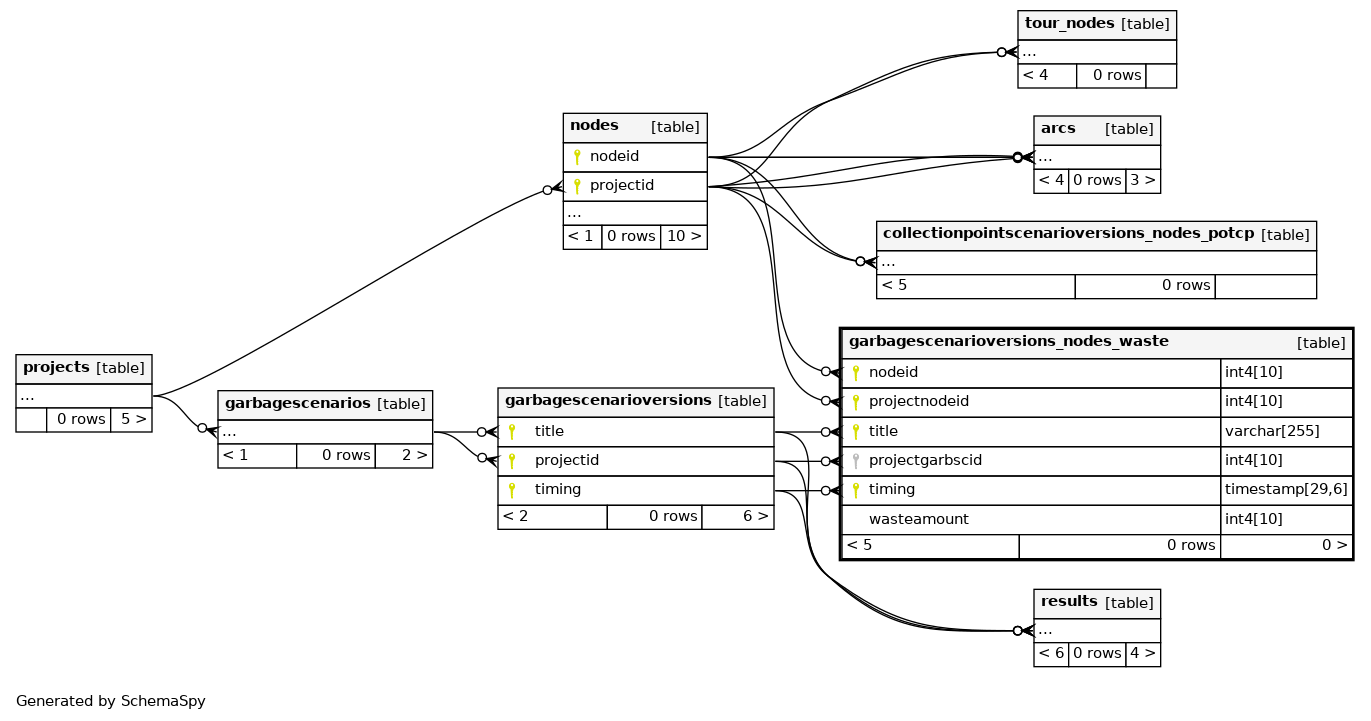 tour_nodes [table]
...
< 4 0 rows
nodes [table]
nodeid
projectid
...
< 1 0 rows 10 >
arcs [table]
...
< 4 0 rows 3 >
collectionpointscenarioversions_nodes_potcp [table]
...
< 5 0 rows
projects [table]
...
0 rows 5 >
garbagescenarios [table]
...
< 1 0 rows 2 >
garbagescenarioversions [table]
title
projectid
timing
< 2 0 rows 6 >
garbagescenarioversions_nodes_waste [table]
nodeid int4[10]
projectnodeid int4[10]
title varchar[255]
projectgarbscid int4[10]
timing timestamp[29,6]
wasteamount int4[10]
< 5 0 rows 0 >
results [table]
...
< 6 0 rows 4 >
Generated by SchemaSpy